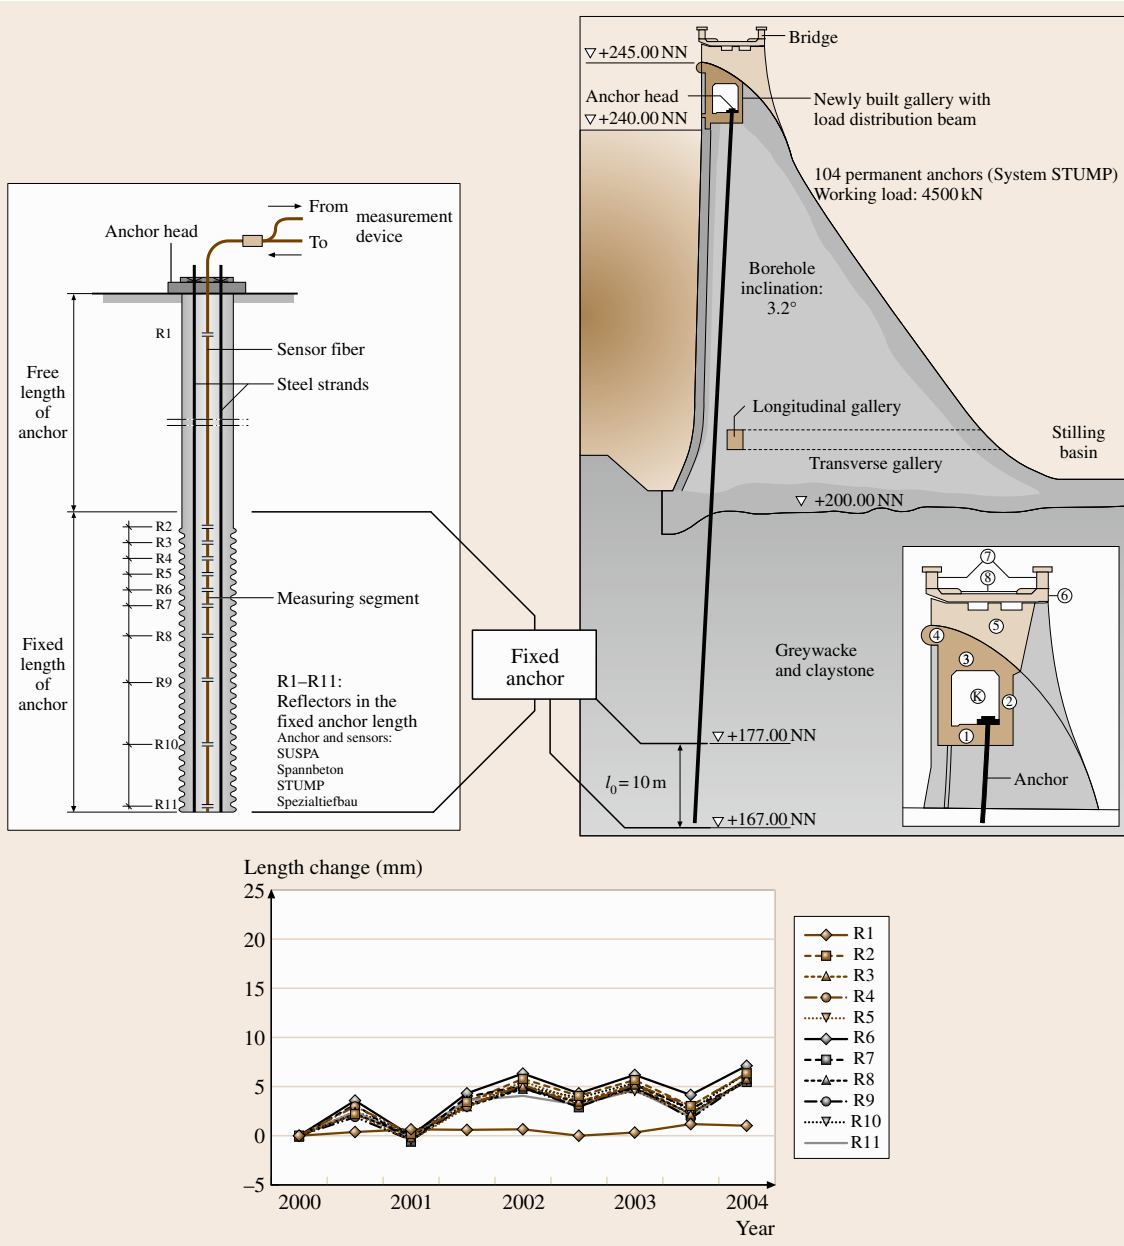 From
To
measurement
device
Anchor head
R1
Sensor fiber
Steel strands
Free
length
of
anchor
R2
R3
R4
R5
R6
R7
R8
R9
R10
R11
Measuring segment
Fixed
length
of
anchor
R1–R11:
Reflectors in the
fixed anchor length
Anchor and sensors:
SUSPA
Spannbeton
STUMP
Spezialtiefbau
Fixed
anchor
Bridge
+245.00 NN
Anchor head
+240.00 NN
Newly built gallery with
load distribution beam
104 permanent anchors (System STUMP)
Working load: 4500 kN
Borehole
inclination:
3.2°
Longitudinal gallery
Transverse gallery
Stilling
basin
+200.00 NN
Greywacke
and claystone
+177.00 NN
l0 = 10 m
+167.00 NN
7
8
6
5
4
3
K
2
1
Anchor
Length change (mm)
25
20
15
10
5
0
–5
2000 2001 2002 2003 2004
Year
R1
R2
R3
R4
R5
R6
R7
R8
R9
R10
R11